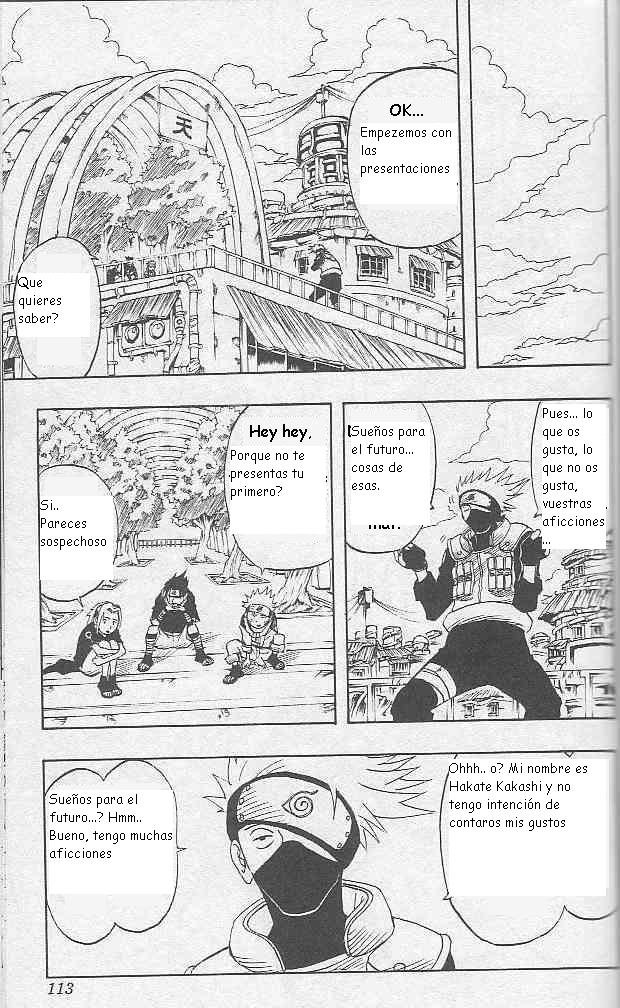 OK...
Empezemos con
las
presentaciones
天
Que
quieres
saber?
Pues... lo
que os
gusta, lo
que no os
gusta,
vuestras
aficciones
...
Sueños para
el futuro...
cosas de
esas.
Hey hey,
Porque no te
presentas tu
primero?
Si..
Pareces
sospechoso
Ohhh.. o? Mi nombre es
Hakate Kakashi y no
tengo intención de
contaros mis gustos
Sueños para el
futuro...? Hmm..
Bueno, tengo muchas
aficciones
113